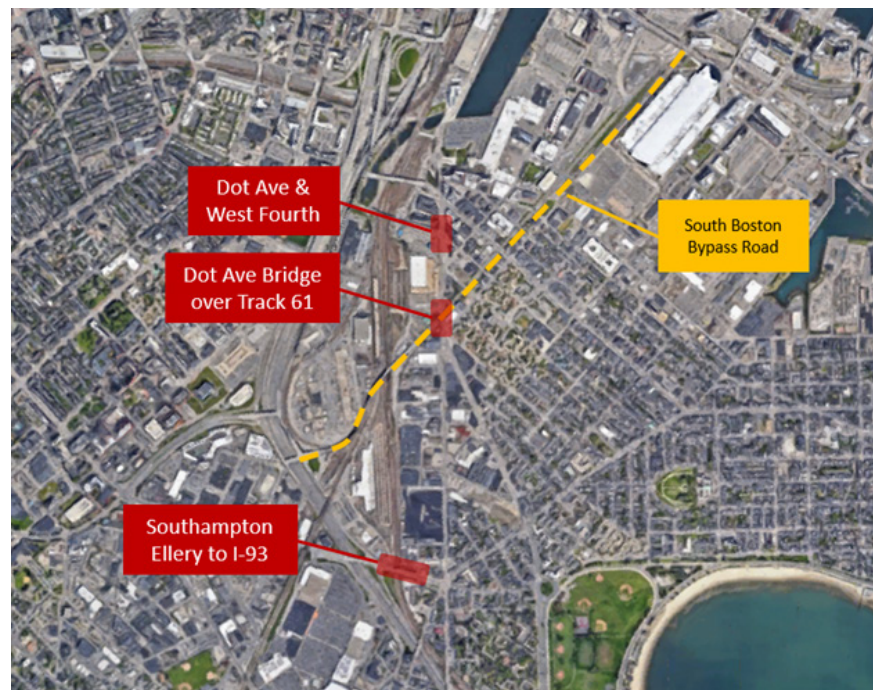 Dot Ave &
West Fourth
South Boston
Bypass Road
Dot Ave Bridge
over Track 61
Southampton
Ellery to I-93